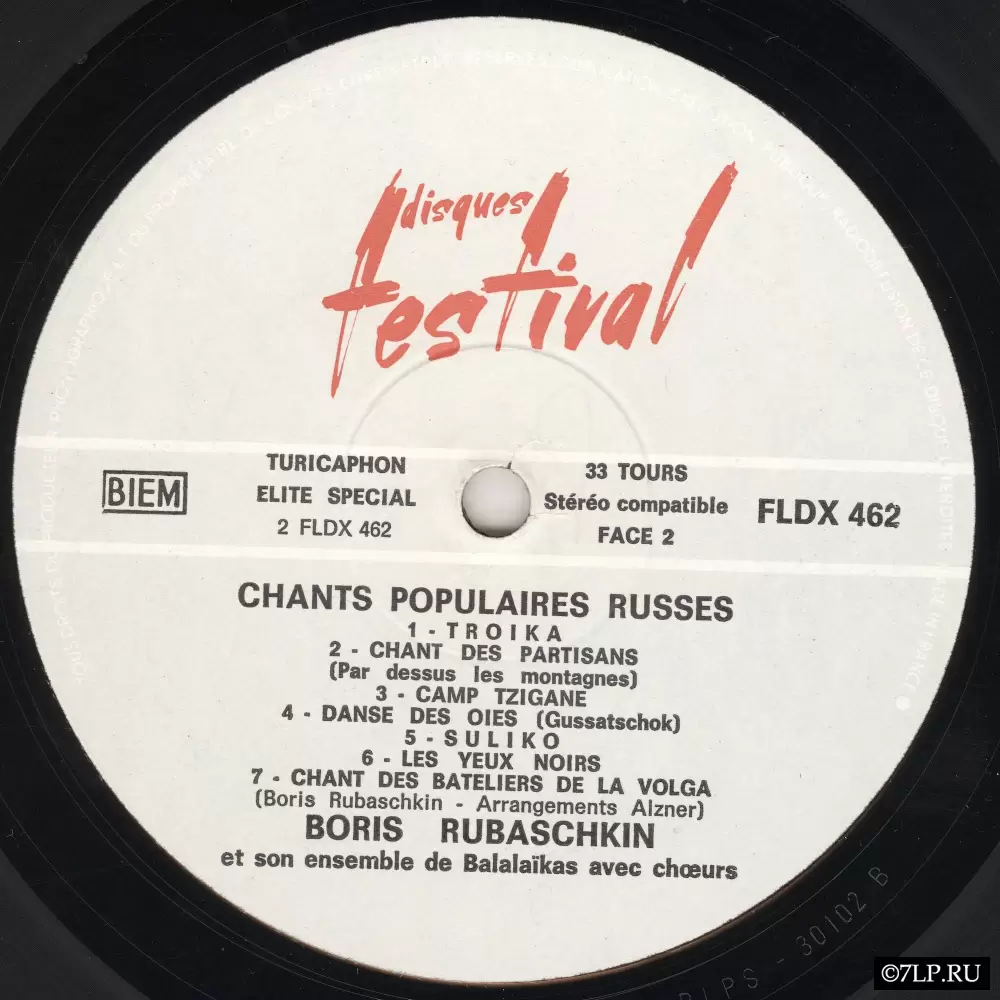 disques
festival
BIEM
TURICAPHON
ELITE SPECIAL
2 FLDX 462
33 TOURS
Stéréo compatible
FACE 2
FLDX 462
CHANTS POPULAIRES RUSSES
1 - TROIKA
2 - CHANT DES PARTISANS
(Par dessus les montagnes)
3 - CAMP TZIGANE
4 - DANSE DES OIES (Gussatschok)
5 - SULIKO
6 - LES YEUX NOIRS
7 - CHANT DES BATELIERS DE LA VOLGA
(Boris Rubaschkin - Arrangements Alzner)
BORIS RUBASCHKIN
et son ensemble de Balalaïkas avec chœurs
30102 B
©7LP.RU